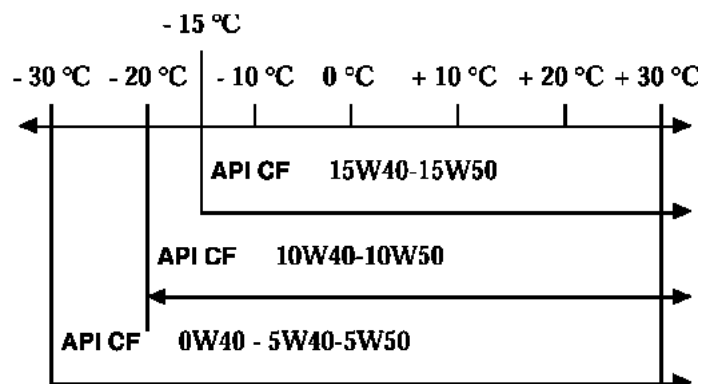 - 15 °C
- 30 °C - 20 °C - 10 °C 0 °C + 10 °C + 20 °C + 30 °C
API CF 15W40-15W50
API CF 10W40-10W50
API CF 0W40 - 5W40-5W50